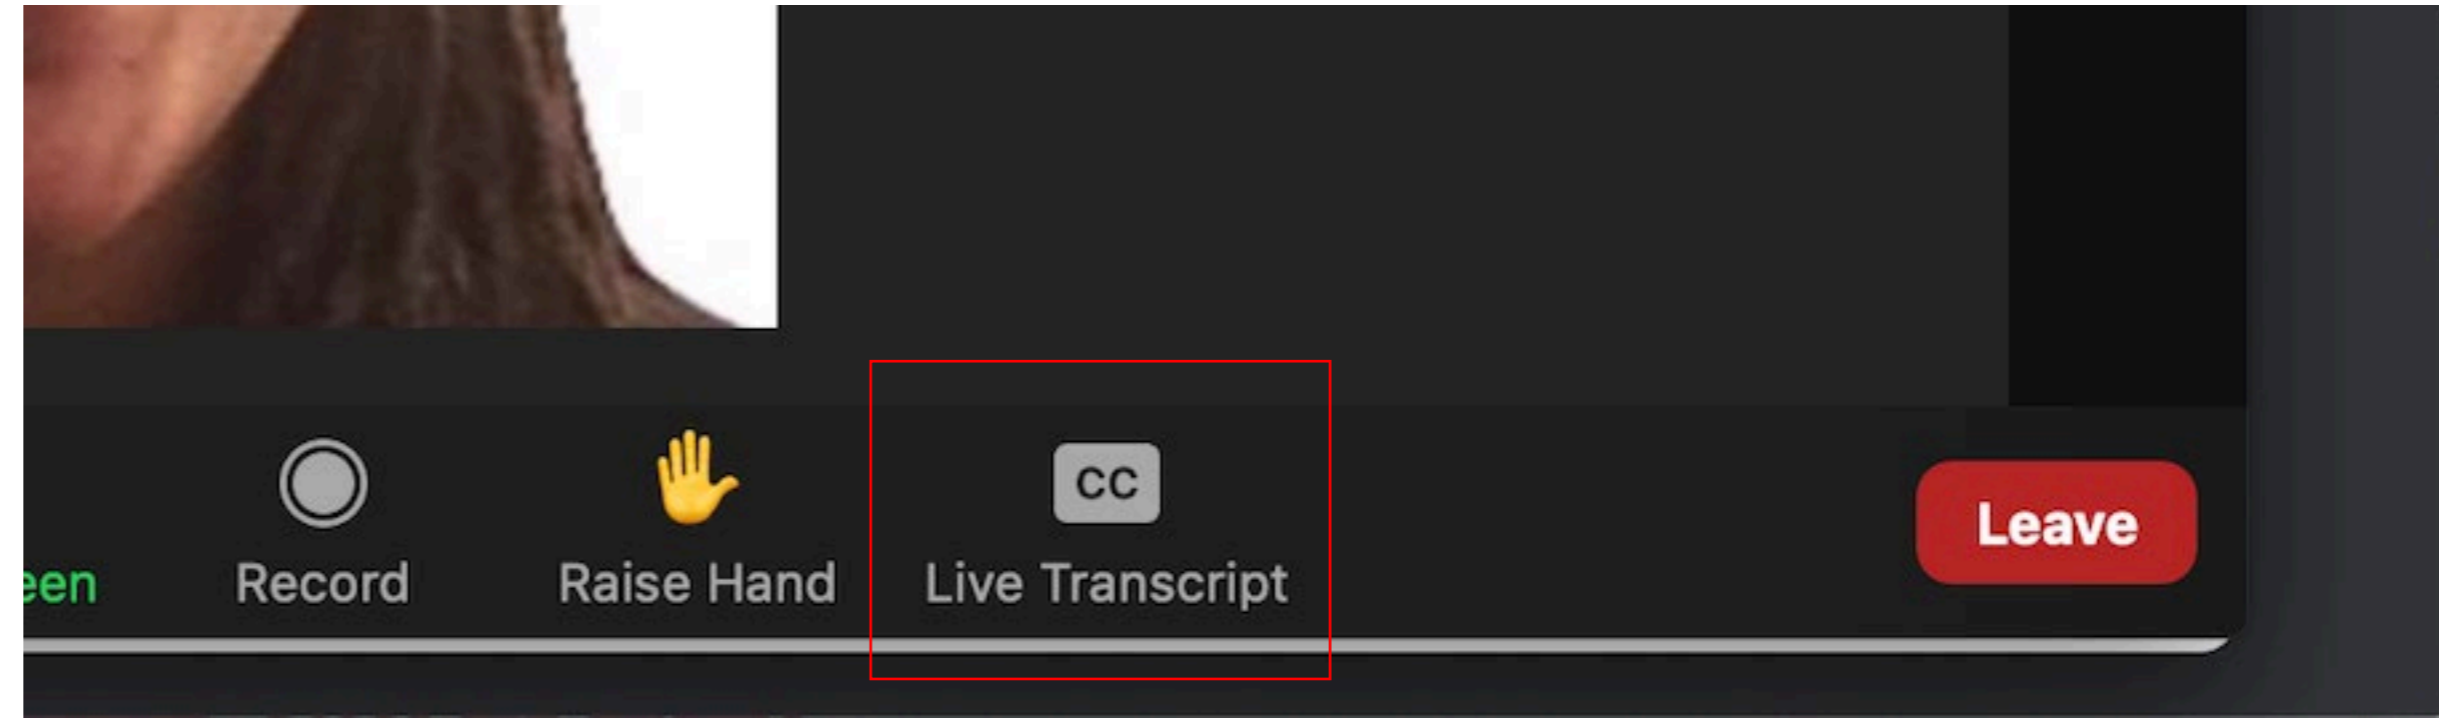 CC
Leave
een
Record
Raise Hand
Live Transcript